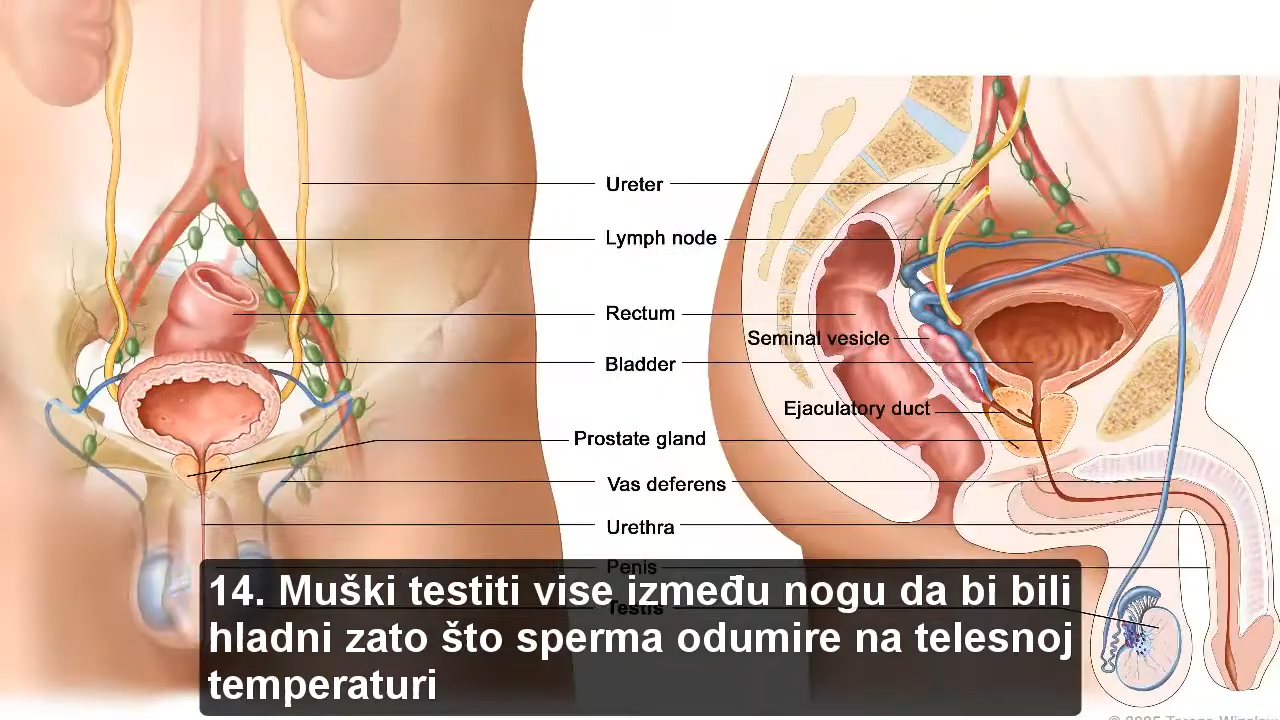 Ureter
Lymph node
Rectum
Seminal vesicle
Bladder
Ejaculatory duct
Prostate gland
Vas deferens
Urethra
Penis
Testis
14. Muški testiti vise između nogu da bi bili
hladni zato što sperma odumire na telesnoj
temperaturi